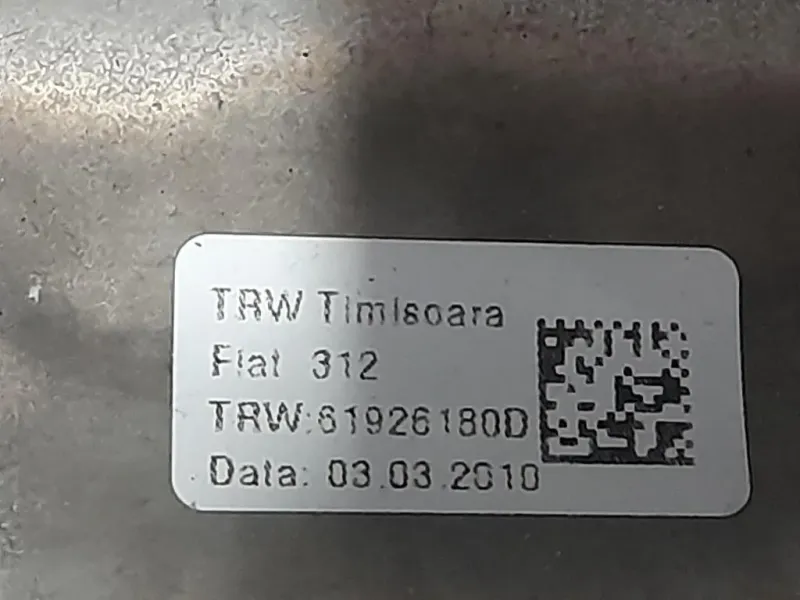 TRW Timisoara
Fiat 312
TRW:61926180D
Data: 03.03.2010